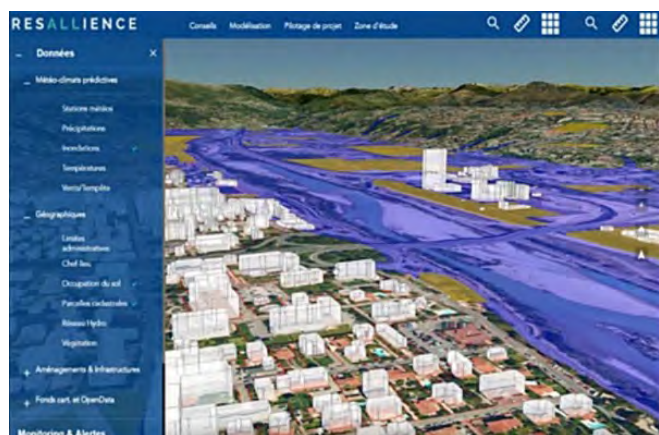 RESALLIENCE
Conseils Modélisation Pilotage de projet Zone d'étude
Données
Météo-climato prédictives
Stations météos
Précipitations
Inondations
Températures
Vents/Tempête
Géographiques
Limites
administratives
Chef lieu
Occupation du sol
Parcelles cadastrales
Réseau Hydro
Végétation
Aménagements & Infrastructures
Fonds cart. et OpenData
Monitoring & Alertes